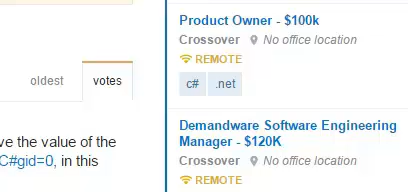 oldest
votes
ve the value of the
C#gid=0, in this
Product Owner - $100k
Crossover No office location
REMOTE
c# .net
Demandware Software Engineering
Manager - $120K
Crossover No office location
REMOTE